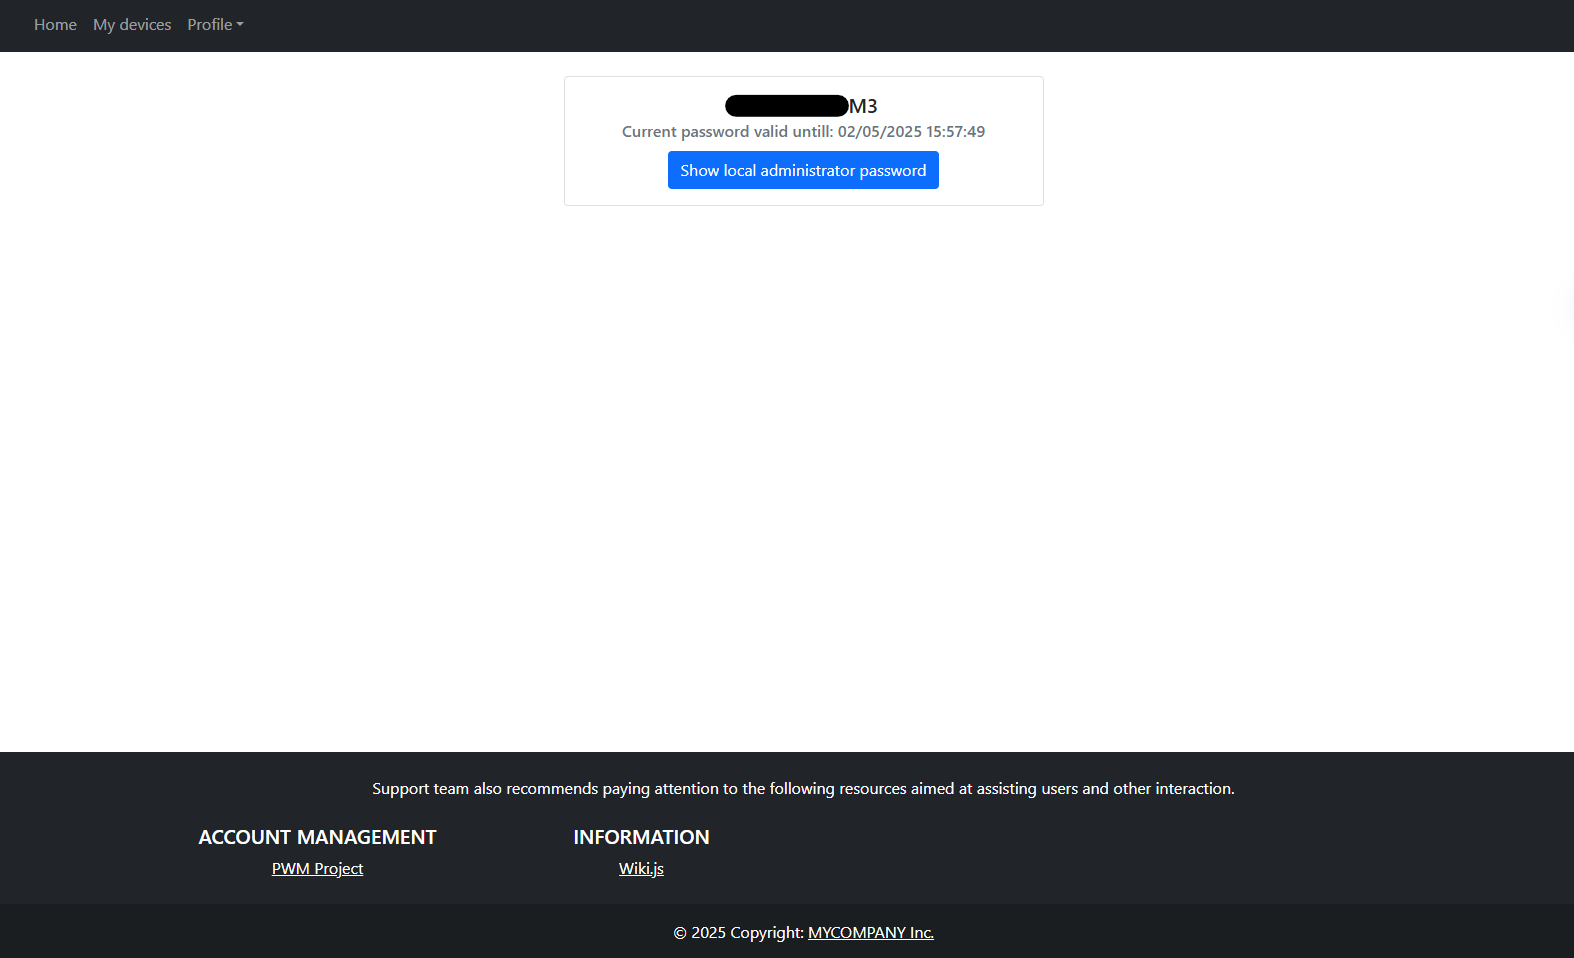 Home My devices Profile
M3
Current password valid untill: 02/05/2025 15:57:49
Show local administrator password
Support team also recommends paying attention to the following resources aimed at assisting users and other interaction.
ACCOUNT MANAGEMENT
PWM Project
INFORMATION
Wiki.js
© 2025 Copyright: MYCOMPANY Inc.